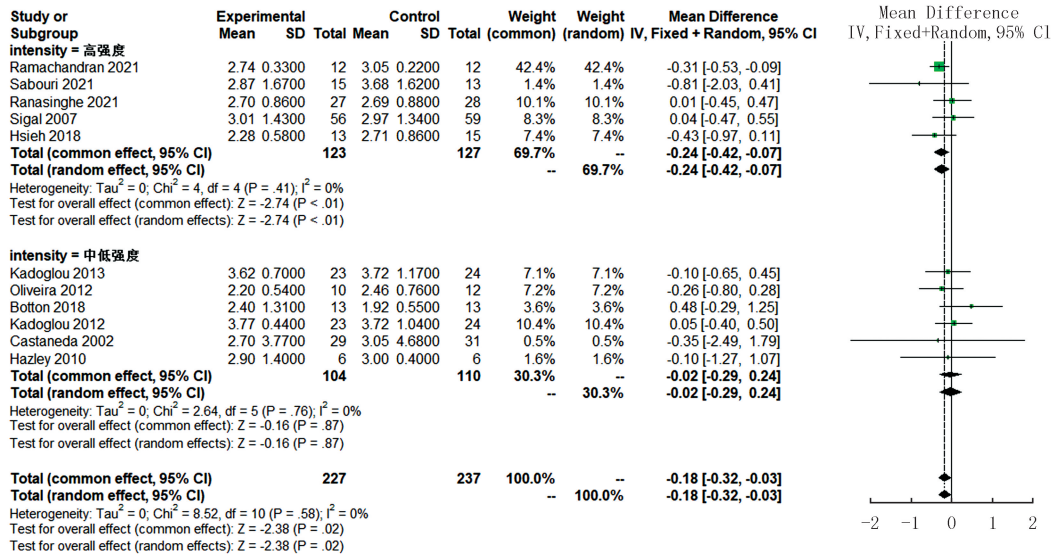 Study or Experimental Control Weight Weight Mean Difference Mean Difference
Subgroup Mean SD Total Mean SD Total (common) (random) IV, Fixed + Random, 95% CI IV,Fixed+Random,95% CI
intensity = 高强度
Ramachandran 2021 2.74 0.3300 12 3.05 0.2200 12 42.4% 42.4% -0.31 [-0.53, -0.09]
Sabouri 2021 2.87 1.6700 15 3.68 1.6200 13 1.4% 1.4% -0.81 [-2.03, 0.41]
Ranasinghe 2021 2.70 0.8600 27 2.69 0.8800 28 10.1% 10.1% 0.01 [-0.45, 0.47]
Sigal 2007 3.01 1.4300 56 2.97 1.3400 59 8.3% 8.3% 0.04 [-0.47, 0.55]
Hsieh 2018 2.28 0.5800 13 2.71 0.8600 15 7.4% 7.4% -0.43 [-0.97, 0.11]
Total (common effect, 95% CI) 123 127 69.7% -- -0.24 [-0.42, -0.07]
Total (random effect, 95% CI) -- 69.7% -0.24 [-0.42, -0.07]
Heterogeneity: Tau² = 0; Chi² = 4, df = 4 (P = .41); I² = 0%
Test for overall effect (common effect): Z = -2.74 (P < .01)
Test for overall effect (random effects): Z = -2.74 (P < .01)
intensity = 中低强度
Kadoglou 2013 3.62 0.7000 23 3.72 1.1700 24 7.1% 7.1% -0.10 [-0.65, 0.45]
Oliveira 2012 2.20 0.5400 10 2.46 0.7600 12 7.2% 7.2% -0.26 [-0.80, 0.28]
Botton 2018 2.40 1.3100 13 1.92 0.5500 13 3.6% 3.6% 0.48 [-0.29, 1.25]
Kadoglou 2012 3.77 0.4400 23 3.72 1.0400 24 10.4% 10.4% 0.05 [-0.40, 0.50]
Castaneda 2002 2.70 3.7700 29 3.05 4.6800 31 0.5% 0.5% -0.35 [-2.49, 1.79]
Hazley 2010 2.90 1.4000 6 3.00 0.4000 6 1.6% 1.6% -0.10 [-1.27, 1.07]
Total (common effect, 95% CI) 104 110 30.3% -- -0.02 [-0.29, 0.24]
Total (random effect, 95% CI) -- 30.3% -0.02 [-0.29, 0.24]
Heterogeneity: Tau² = 0; Chi² = 2.64, df = 5 (P = .76); I² = 0%
Test for overall effect (common effect): Z = -0.16 (P = .87)
Test for overall effect (random effects): Z = -0.16 (P = .87)
Total (common effect, 95% CI) 227 237 100.0% -- -0.18 [-0.32, -0.03]
Total (random effect, 95% CI) -- 100.0% -0.18 [-0.32, -0.03]
Heterogeneity: Tau² = 0; Chi² = 8.52, df = 10 (P = .58); I² = 0%
Test for overall effect (common effect): Z = -2.38 (P = .02)
Test for overall effect (random effects): Z = -2.38 (P = .02)
-2 -1 0 1 2